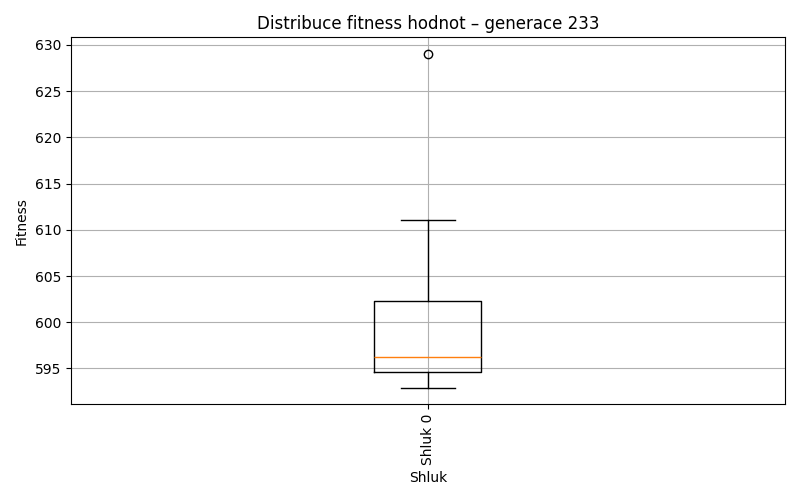 Distribuce fitness hodnot – generace 233
630
625
620
615
610
605
600
595
Fitness
Shluk 0
Shluk